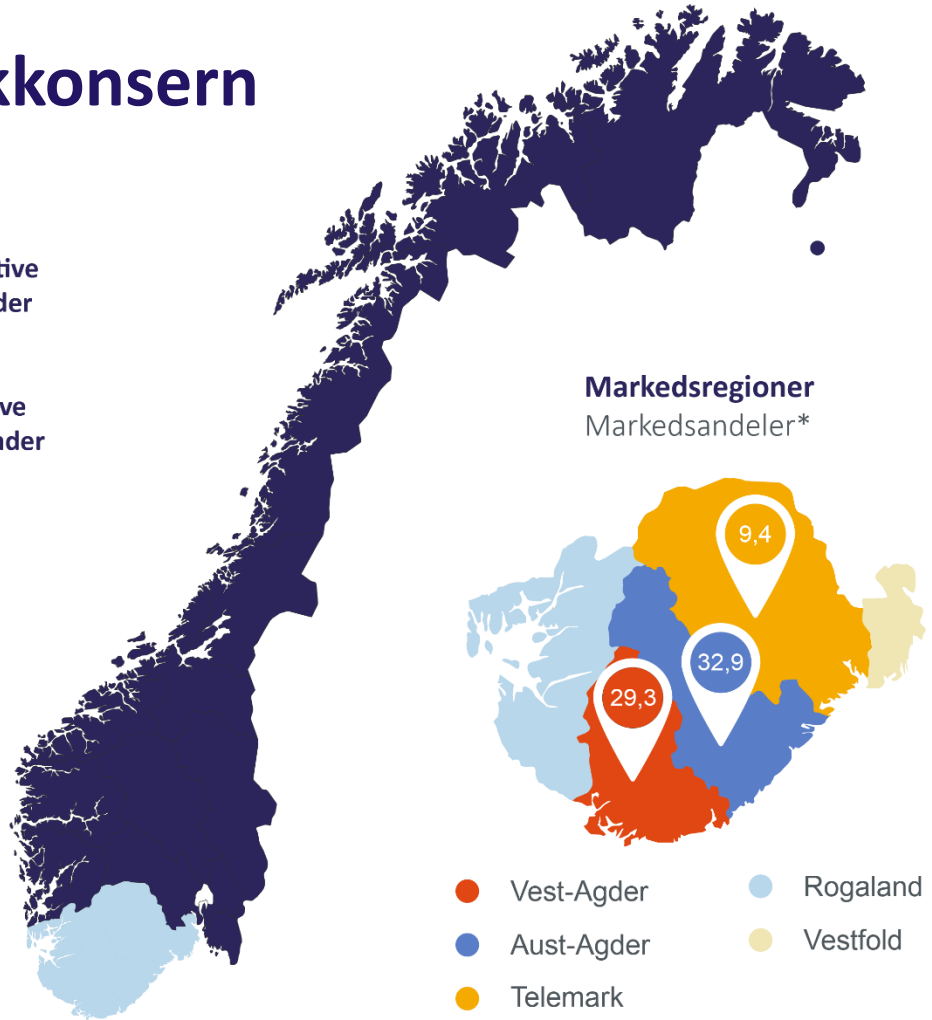 kkonsern
tive
der
ve
nder
Markedsregioner
Markedsandeler*
9,4
32,9
29,3
Vest-Agder
Aust-Agder
Telemark
Rogaland
Vestfold